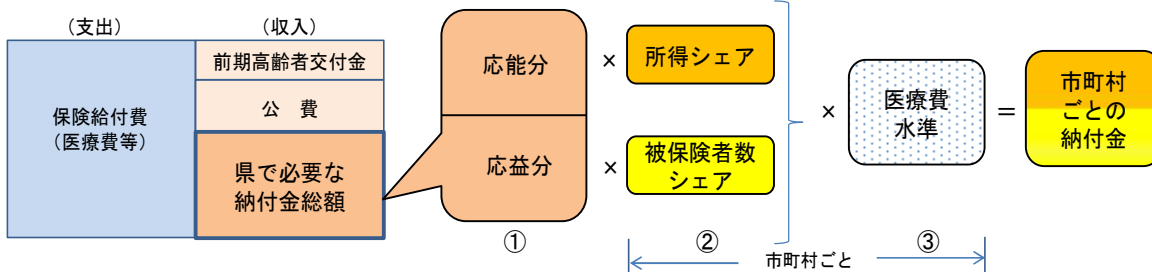 (支出)
(収入)
保険給付費
(医療費等)
前期高齢者交付金
公 費
県で必要な
納付金総額
応能分
応益分
×
所得シェア
×
被保険者数
シェア
×
医療費
水準
=
市町村
ごとの
納付金
①
②
③
市町村ごと